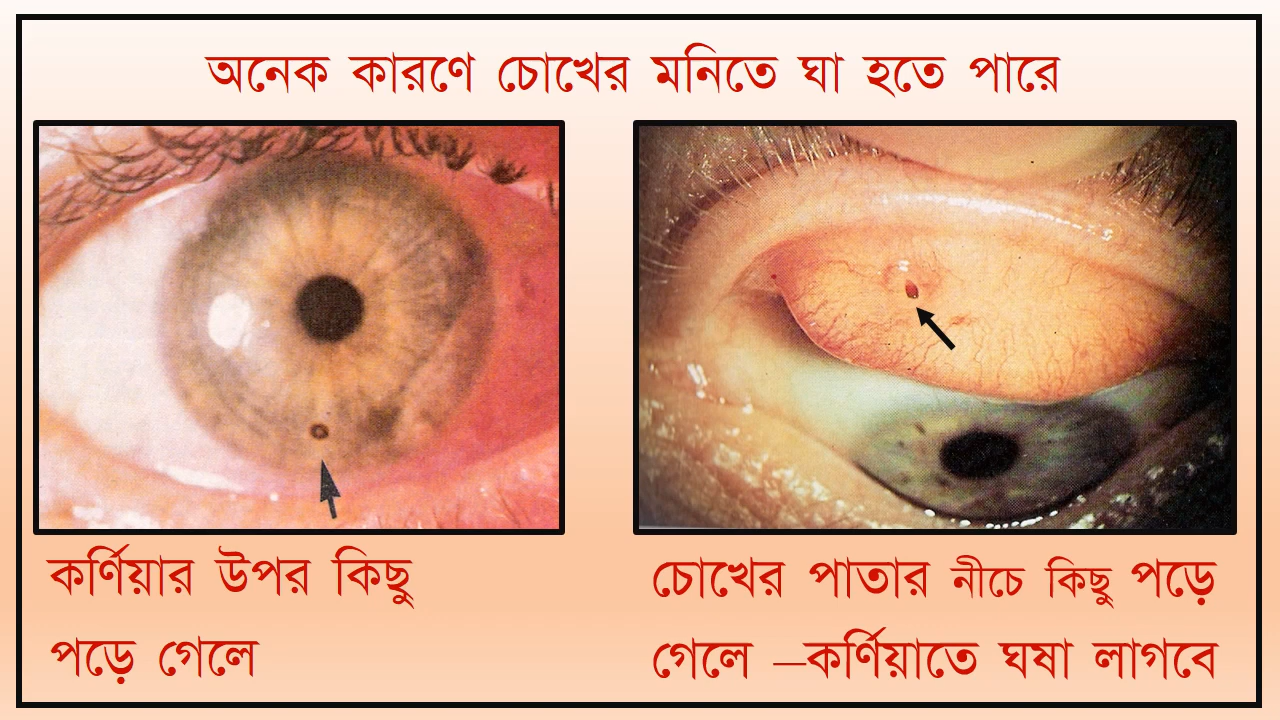 অনেক কারণে চোখের মনিতে ঘা হতে পারে
কর্ণিয়ার উপর কিছু
পড়ে গেলে
চোখের পাতার নীচে কিছু পড়ে
গেলে –কর্ণিয়াতে ঘষা লাগবে